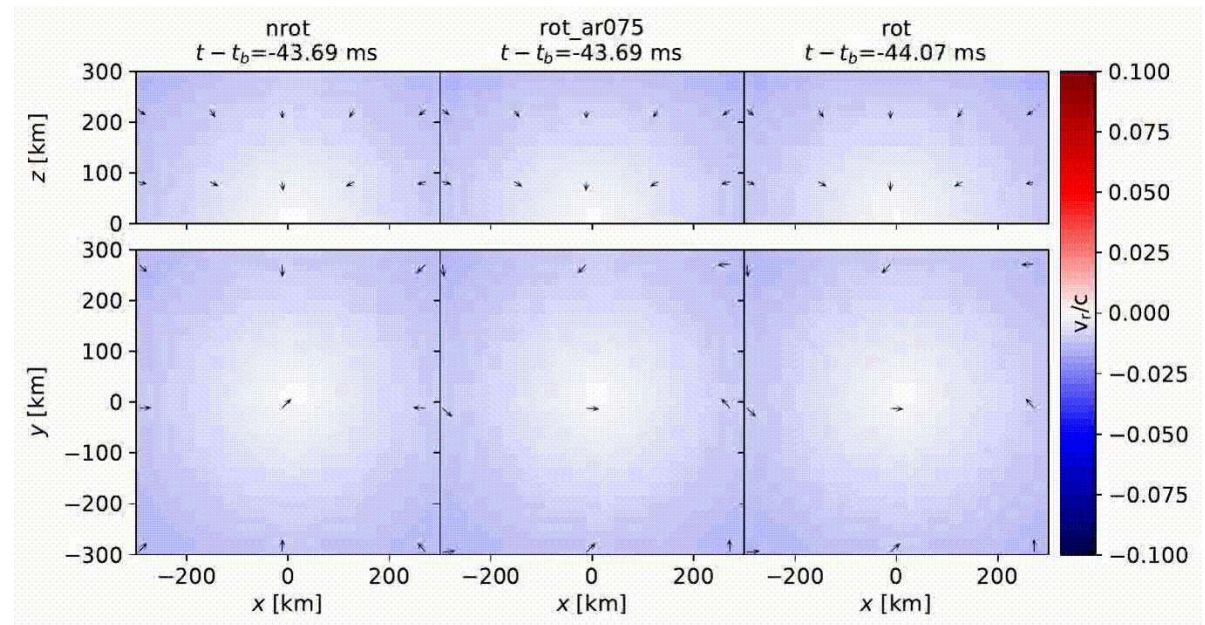 nrot rot_ar075 rot
t − t_b=-43.69 ms t − t_b=-43.69 ms t − t_b=-44.07 ms
300
200
100
0
z [km]
300
200
100
0
−100
−200
−300
y [km]
−200 0 200 −200 0 200 −200 0 200
x [km] x [km] x [km]
0.100
0.075
0.050
0.025
0.000
−0.025
−0.050
−0.075
−0.100
v_r/c